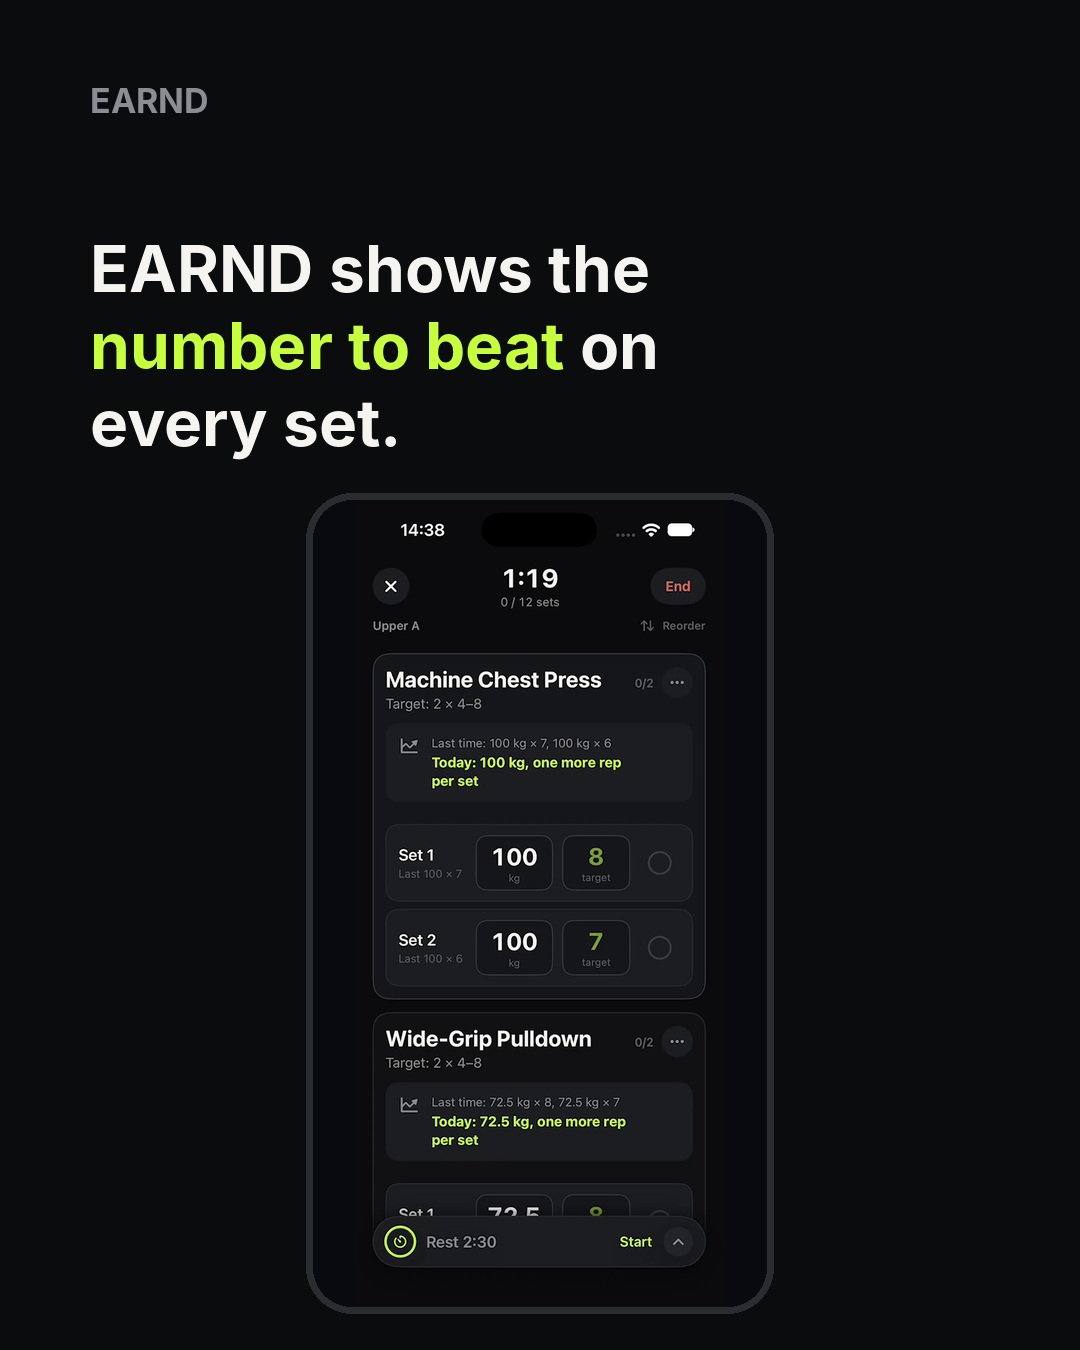 EARND
EARND shows the
number to beat on
every set.
14:38
1:19
0 / 12 sets
End
Upper A
Reorder
Machine Chest Press
0/2
Target: 2 × 4–8
Last time: 100 kg × 7, 100 kg × 6
Today: 100 kg, one more rep
per set
Set 1
Last 100 × 7
100
kg
8
target
Set 2
Last 100 × 6
100
kg
7
target
Wide-Grip Pulldown
0/2
Target: 2 × 4–8
Last time: 72.5 kg × 8, 72.5 kg × 7
Today: 72.5 kg, one more rep
per set
Set 1
72.5
8
Rest 2:30
Start